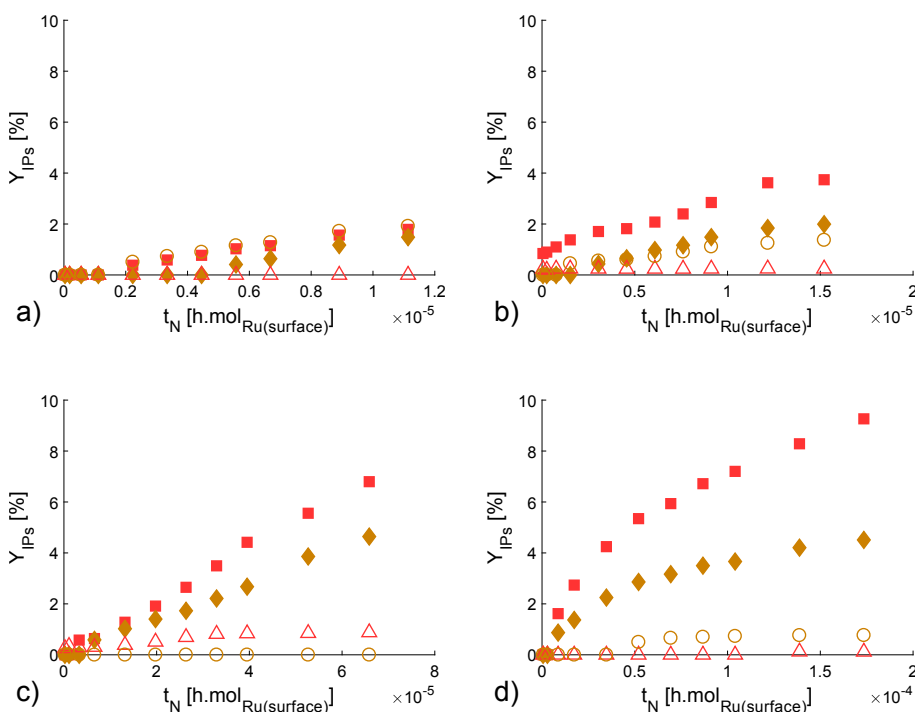 10
8
6
4
2
0
Y_IPs [%]
0 0.2 0.4 0.6 0.8 1 1.2
×10^-5
t_N [h.mol_Ru(surface)]
a)
10
8
6
4
2
0
Y_IPs [%]
0 0.5 1 1.5 2
×10^-5
t_N [h.mol_Ru(surface)]
b)
10
8
6
4
2
0
Y_IPs [%]
0 2 4 6 8
×10^-5
t_N [h.mol_Ru(surface)]
c)
10
8
6
4
2
0
Y_IPs [%]
0 0.5 1 1.5 2
×10^-4
t_N [h.mol_Ru(surface)]
d)